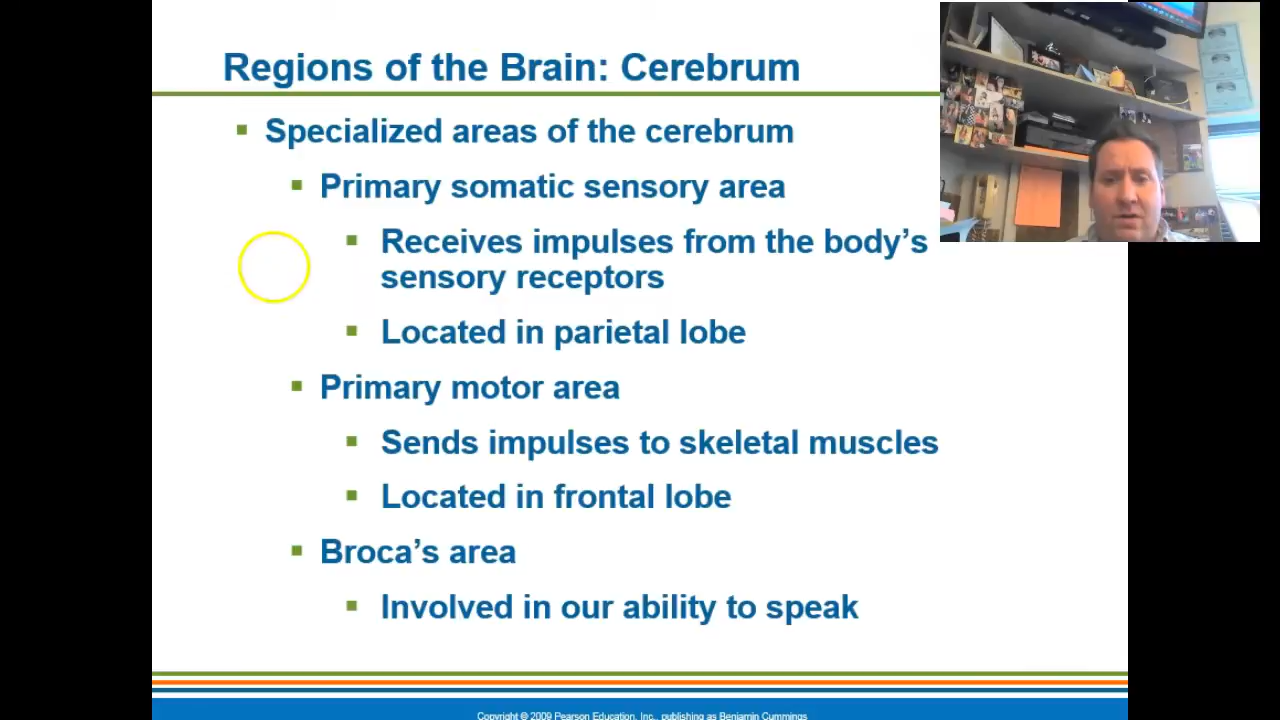 Regions of the Brain: Cerebrum
▪ Specialized areas of the cerebrum
▪ Primary somatic sensory area
▪ Receives impulses from the body’s
sensory receptors
▪ Located in parietal lobe
▪ Primary motor area
▪ Sends impulses to skeletal muscles
▪ Located in frontal lobe
▪ Broca’s area
▪ Involved in our ability to speak
Copyright © 2009 Pearson Education, Inc., publishing as Benjamin Cummings